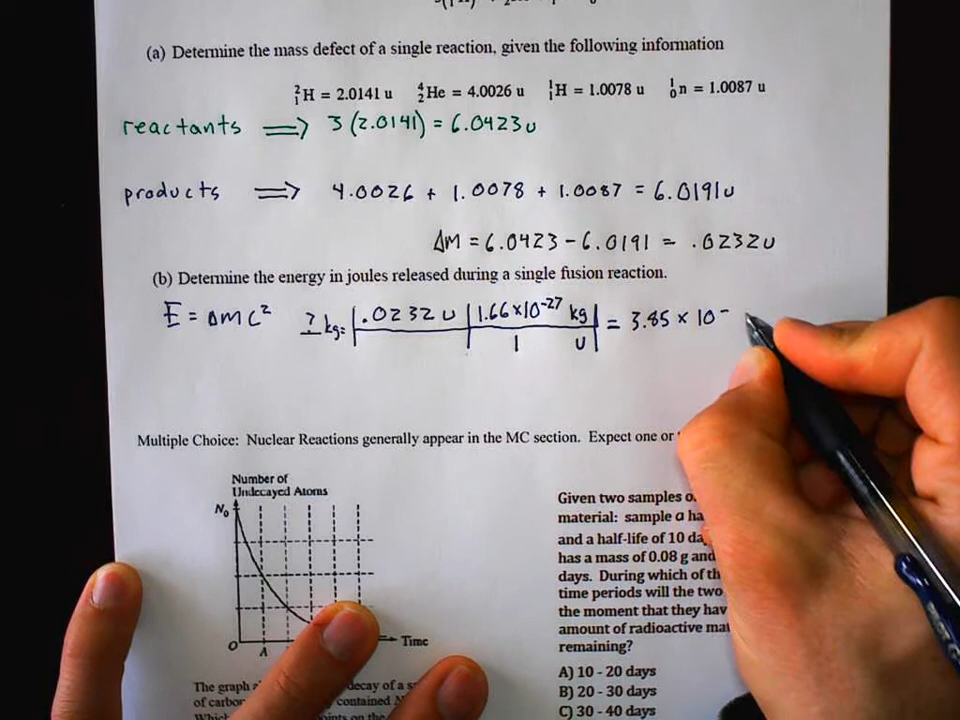 (a) Determine the mass defect of a single reaction, given the following information
²₁H = 2.0141 u ⁴₂He = 4.0026 u ¹₁H = 1.0078 u ¹₀n = 1.0087 u
reactants ⟹ 3(2.0141) = 6.0423u
products ⟹ 4.0026 + 1.0078 + 1.0087 = 6.0191u
ΔM = 6.0423 - 6.0191 = .0232u
(b) Determine the energy in joules released during a single fusion reaction.
E = ΔMC² ? kg = .0232 u | 1.66×10⁻²⁷ kg = 3.85 × 10⁻
1 u
Multiple Choice: Nuclear Reactions generally appear in the MC section. Expect one or
Number of
Undecayed Atoms
N₀
O
A
Time
The graph decay of a
of carbon contained
Which points on the
Given two samples
material: sample a ha
and a half-life of 10 da
has a mass of 0.08 g and
days. During which of th
time periods will the two
the moment that they hav
amount of radioactive mat
remaining?
A) 10 - 20 days
B) 20 - 30 days
C) 30 - 40 days